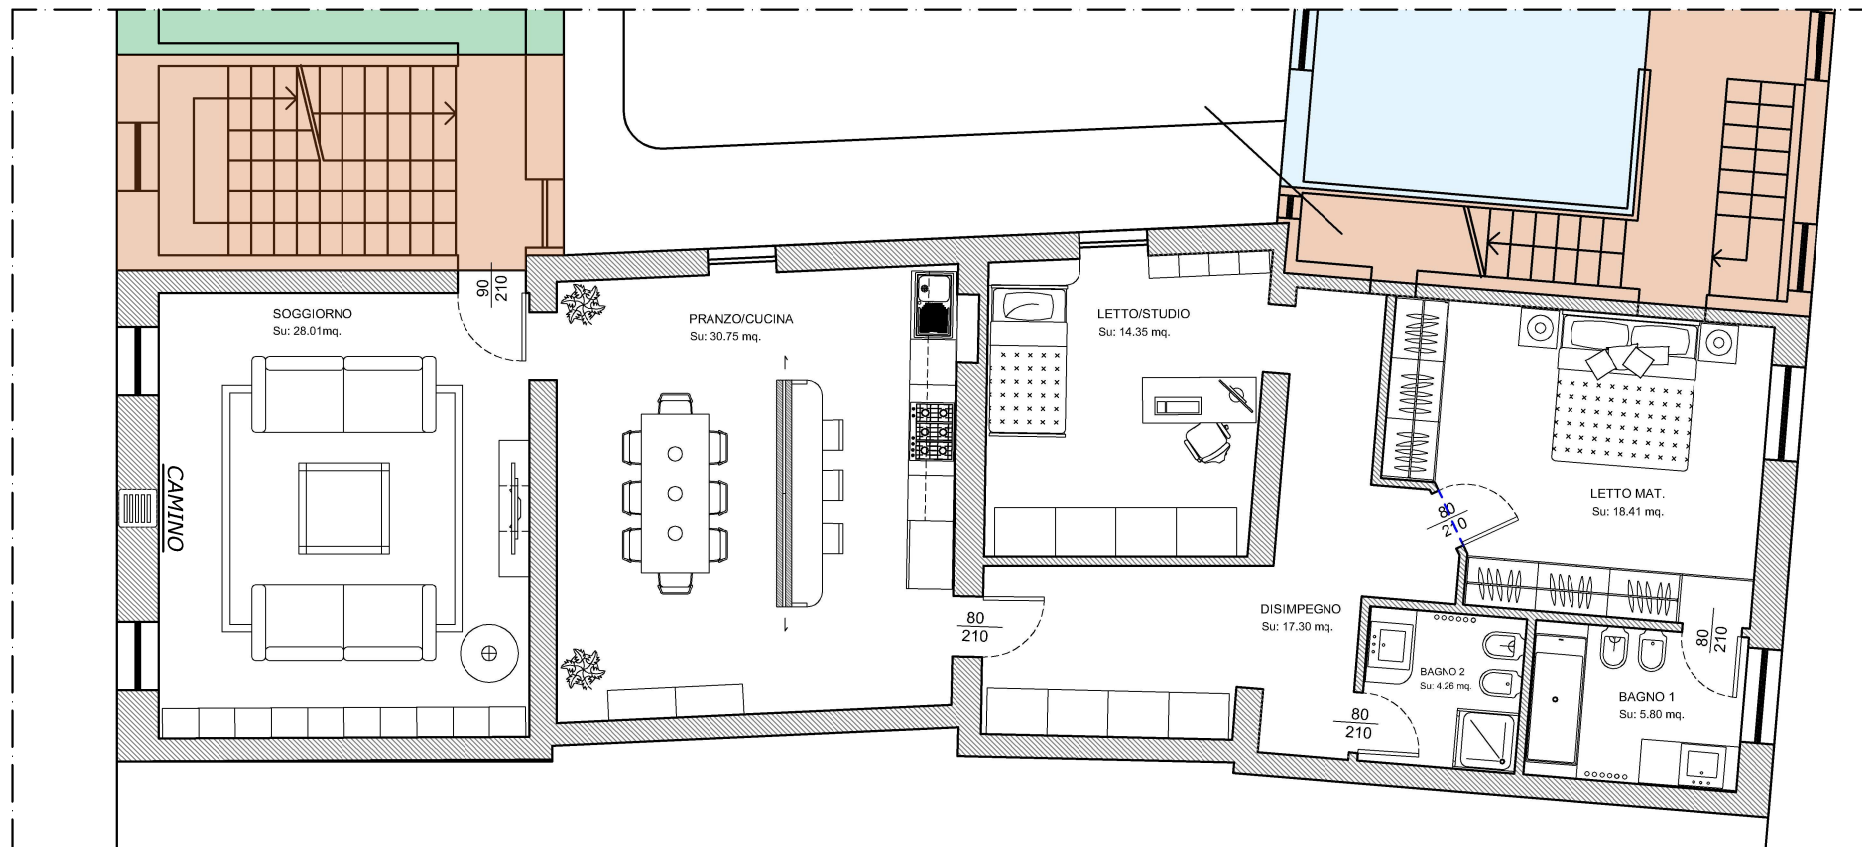 90
210
SOGGIORNO
Su: 28.01mq.
PRANZO/CUCINA
Su: 30.75 mq.
LETTO/STUDIO
Su: 14.35 mq.
CAMINO
LETTO MAT.
Su: 18.41 mq.
80
210
DISIMPEGNO
Su: 17.30 mq.
80
210
80
210
BAGNO 2
Su: 4.26 mq.
BAGNO 1
Su: 5.80 mq.
80
210